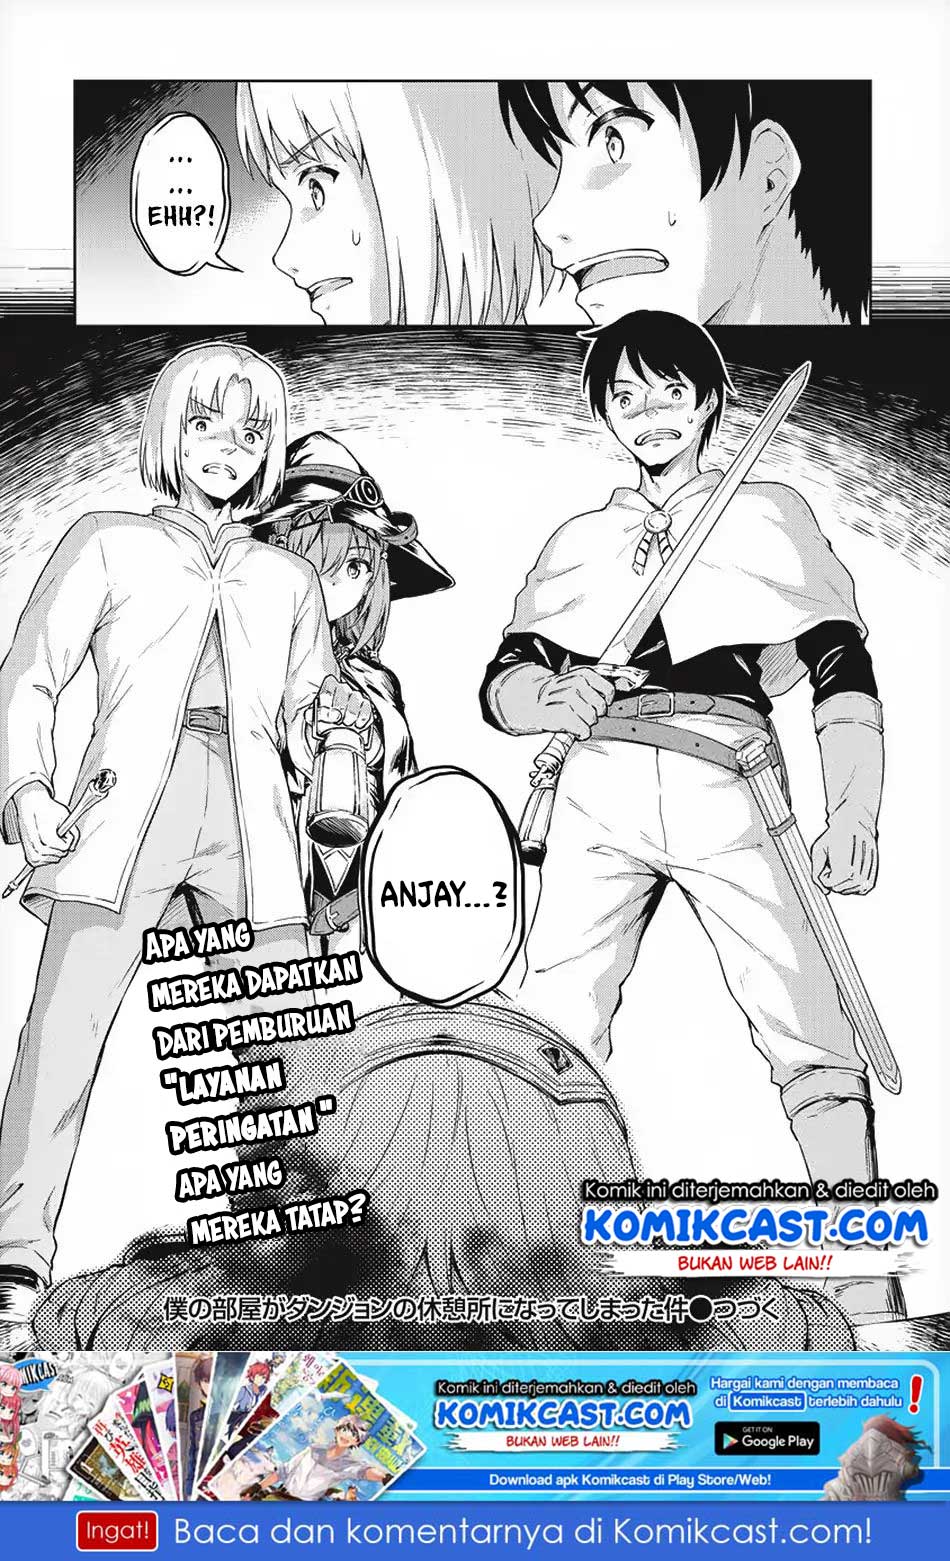 ...
...
EHH?!
ANJAY...?
APA YANG
MEREKA DAPATKAN
DARI PEMBURUAN
"LAYANAN
PERINGATAN"
APA YANG
MEREKA TATAP?
Komik ini diterjemahkan & diedit oleh
KOMIKCAST.COM
BUKAN WEB LAIN!!
僕の部屋がダンジョンの休憩所になってしまった件●つづく
Komik ini diterjemahkan & diedit oleh
KOMIKCAST.COM
BUKAN WEB LAIN!!
Hargai kami dengan membaca
di Komikcast terlebih dahulu !
GET IT ON
Google Play
Download apk Komikcast di Play Store/Web!
Ingat! Baca dan komentarnya di Komikcast.com!